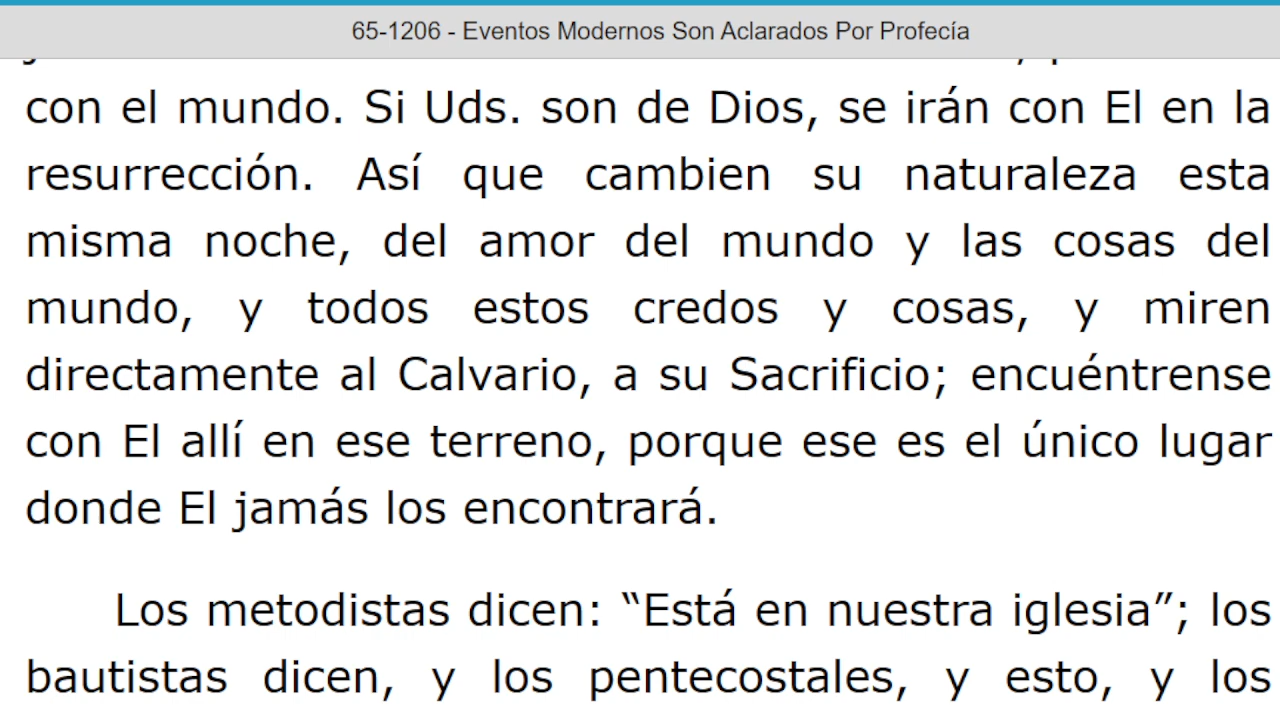 65-1206 - Eventos Modernos Son Aclarados Por Profecía
con el mundo. Si Uds. son de Dios, se irán con El en la
resurrección. Así que cambien su naturaleza esta
misma noche, del amor del mundo y las cosas del
mundo, y todos estos credos y cosas, y miren
directamente al Calvario, a su Sacrificio; encuéntrense
con El allí en ese terreno, porque ese es el único lugar
donde El jamás los encontrará.
Los metodistas dicen: “Está en nuestra iglesia”; los
bautistas dicen, y los pentecostales, y esto, y los